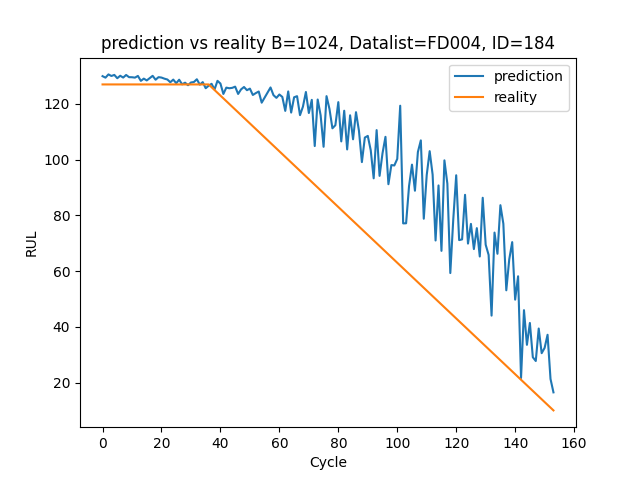 prediction vs reality B=1024, Datalist=FD004, ID=184
prediction
reality
RUL
120
100
80
60
40
20
0 20 40 60 80 100 120 140 160
Cycle